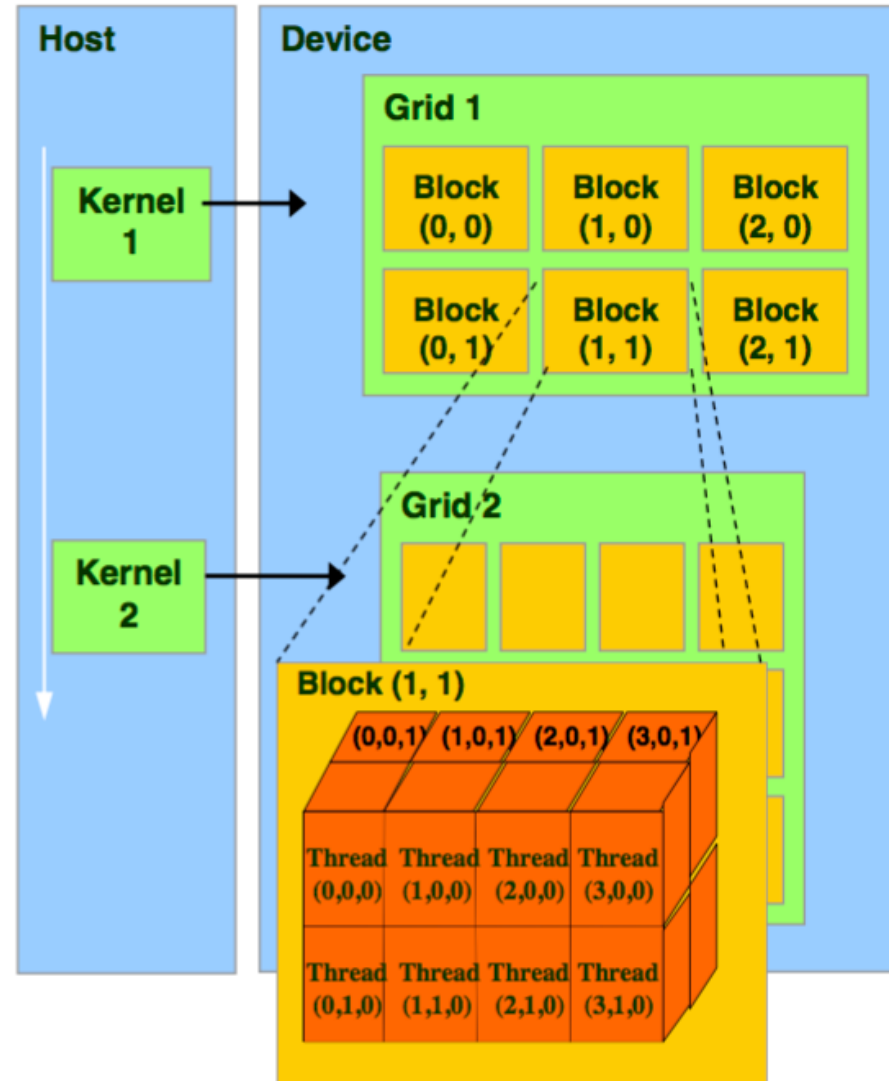 Host
Device
Grid 1
Kernel
1
Block
(0, 0)
Block
(1, 0)
Block
(2, 0)
Block
(0, 1)
Block
(1, 1)
Block
(2, 1)
Grid 2
Kernel
2
Block (1, 1)
(0,0,1) (1,0,1) (2,0,1) (3,0,1)
Thread
(0,0,0)
Thread
(1,0,0)
Thread
(2,0,0)
Thread
(3,0,0)
Thread
(0,1,0)
Thread
(1,1,0)
Thread
(2,1,0)
Thread
(3,1,0)